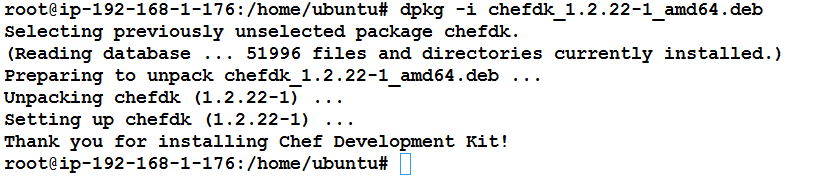 root@ip-192-168-1-176:/home/ubuntu# dpkg -i chefdk_1.2.22-1_amd64.deb
Selecting previously unselected package chefdk.
(Reading database ... 51996 files and directories currently installed.)
Preparing to unpack chefdk_1.2.22-1_amd64.deb ...
Unpacking chefdk (1.2.22-1) ...
Setting up chefdk (1.2.22-1) ...
Thank you for installing Chef Development Kit!
root@ip-192-168-1-176:/home/ubuntu#